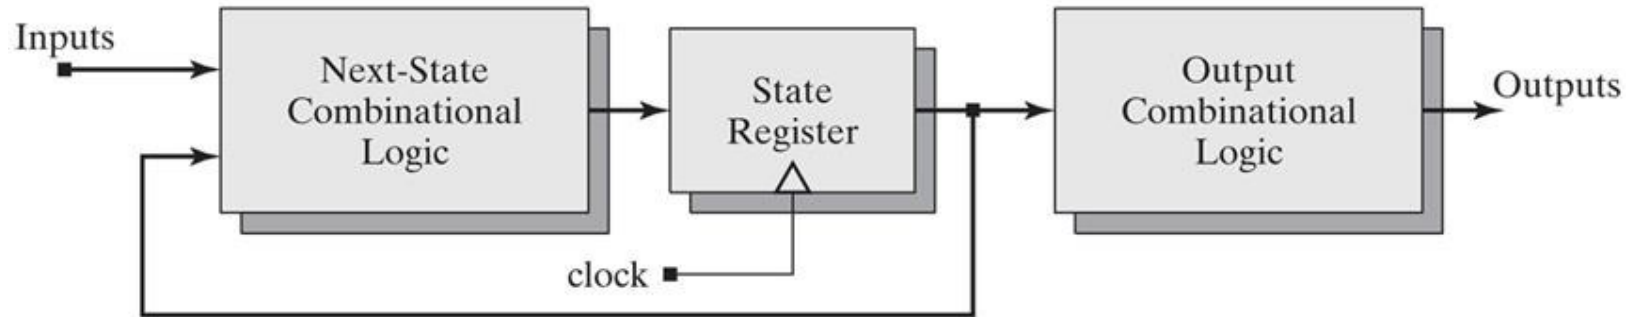 Inputs
Next-State
Combinational
Logic
State
Register
clock
Output
Combinational
Logic
Outputs